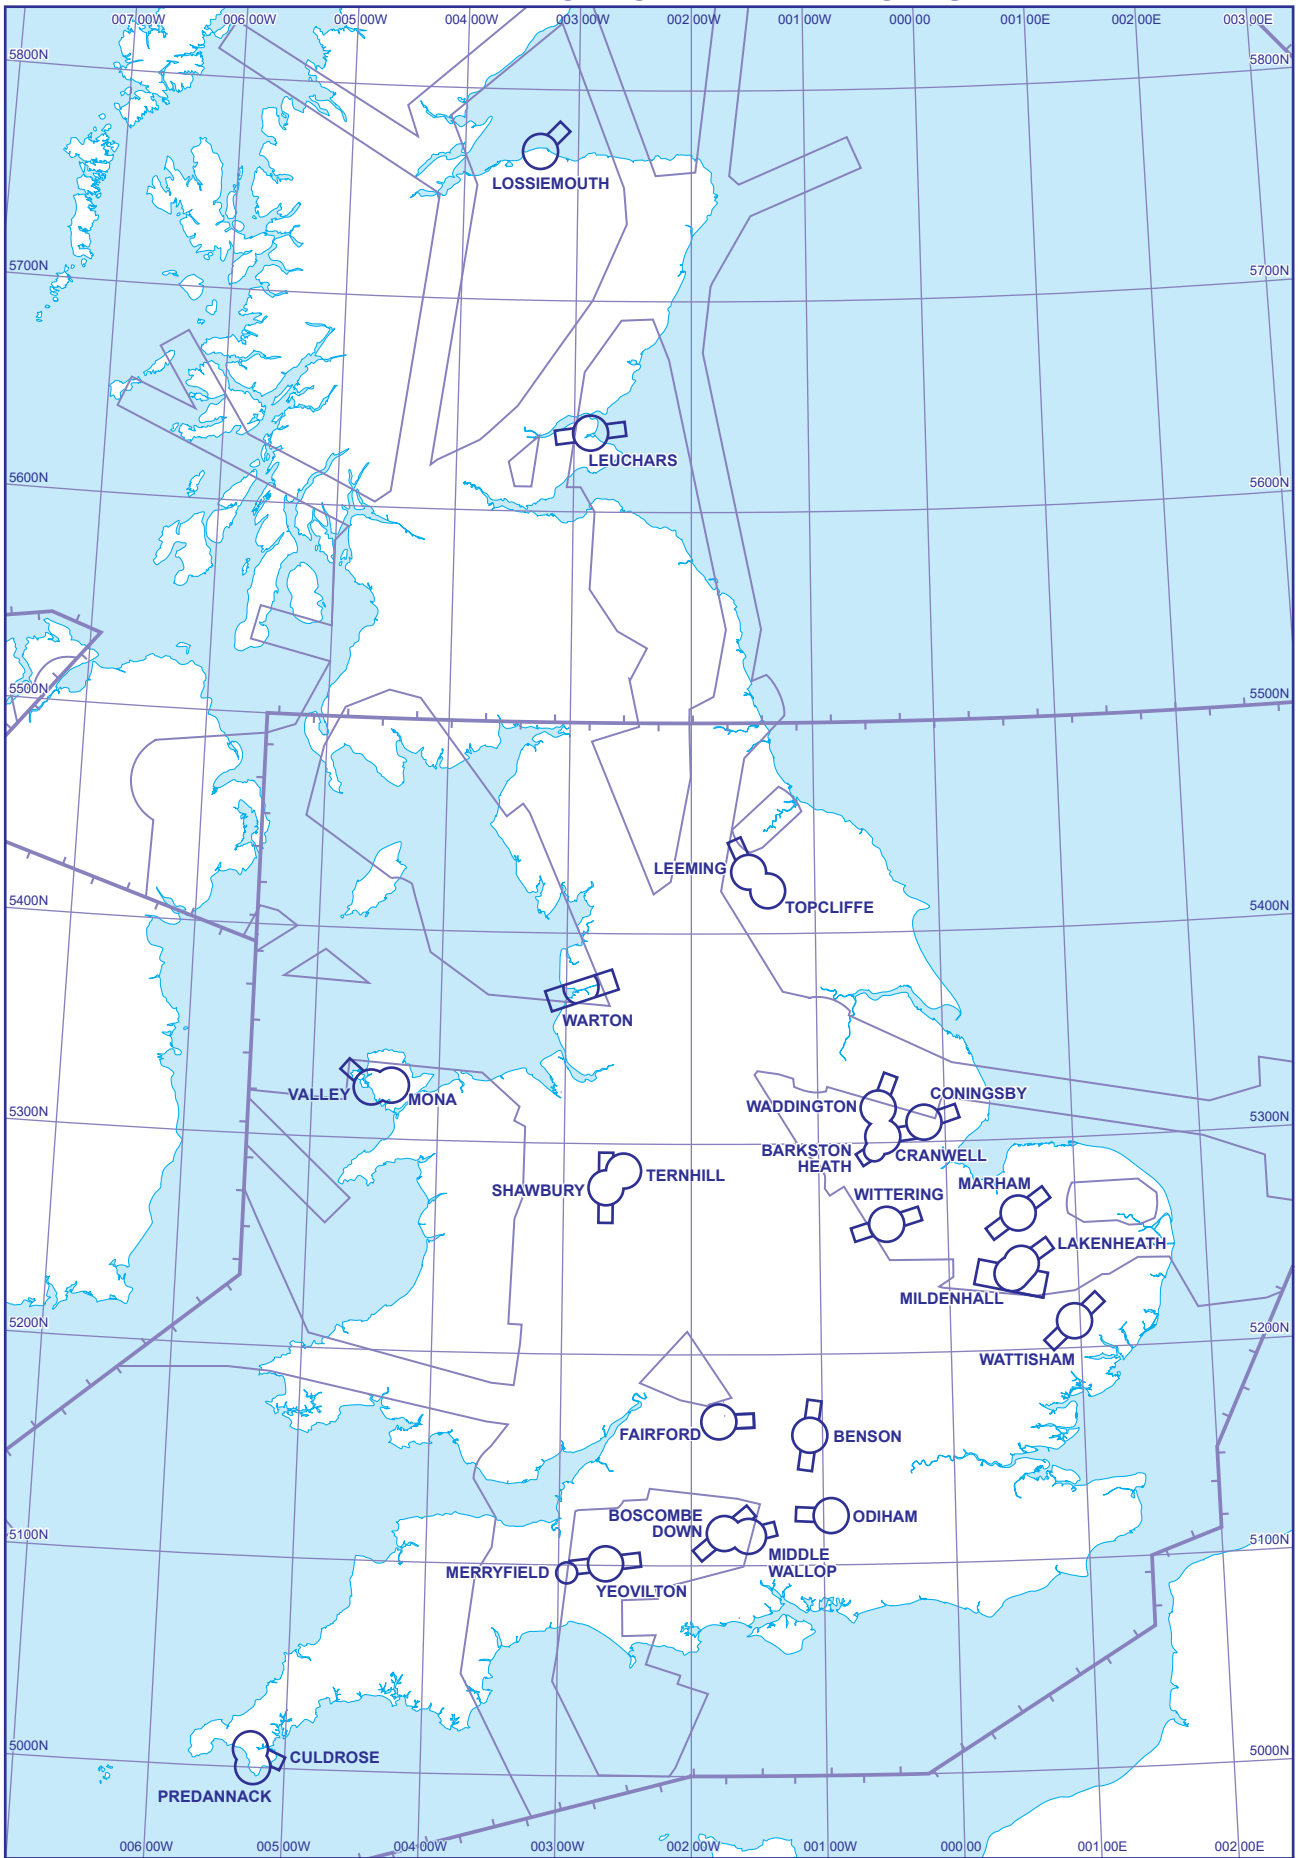 007 00W
006 00W
005 00W
004 00W
003 00W
002 00W
001 00W
000 00
001 00E
002 00E
003 00E
5800N
5800N
LOSSIEMOUTH
5700N
5700N
LEUCHARS
5600N
5600N
5500N
5500N
LEEMING
TOPCLIFFE
5400N
5400N
WARTON
VALLEY
MONA
WADDINGTON
CONINGSBY
5300N
5300N
BARKSTON
HEATH
CRANWELL
TERNHILL
SHAWBURY
MARHAM
WITTERING
LAKENHEATH
MILDENHALL
5200N
5200N
WATTISHAM
FAIRFORD
BENSON
BOSCOMBE
DOWN
ODIHAM
5100N
5100N
MIDDLE
WALLOP
MERRYFIELD
YEOVILTON
5000N
5000N
CULDROSE
PREDANNACK
006 00W
005 00W
004 00W
003 00W
002 00W
001 00W
000 00
001 00E
002 00E